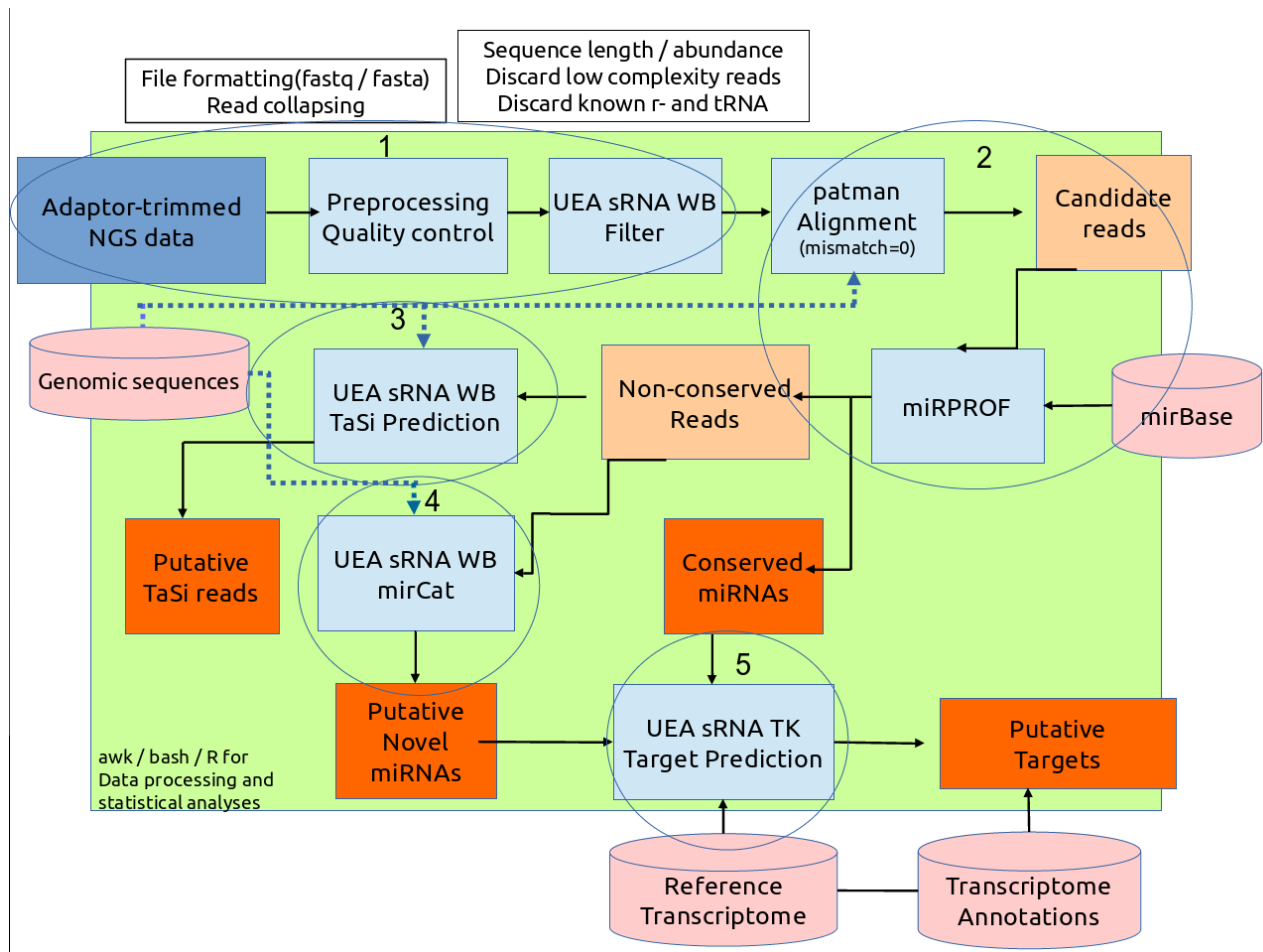 File formatting(fastq / fasta)
Read collapsing
Sequence length / abundance
Discard low complexity reads
Discard known r- and tRNA
1
2
Adaptor-trimmed
NGS data
Preprocessing
Quality control
UEA sRNA WB
Filter
patman
Alignment
(mismatch=0)
Candidate
reads
3
Genomic sequences
UEA sRNA WB
TaSi Prediction
Non-conserved
Reads
miRPROF
mirBase
4
Putative
TaSi reads
UEA sRNA WB
mirCat
Conserved
miRNAs
5
Putative
Novel
miRNAs
UEA sRNA TK
Target Prediction
Putative
Targets
awk / bash / R for
Data processing and
statistical analyses
Reference
Transcriptome
Transcriptome
Annotations